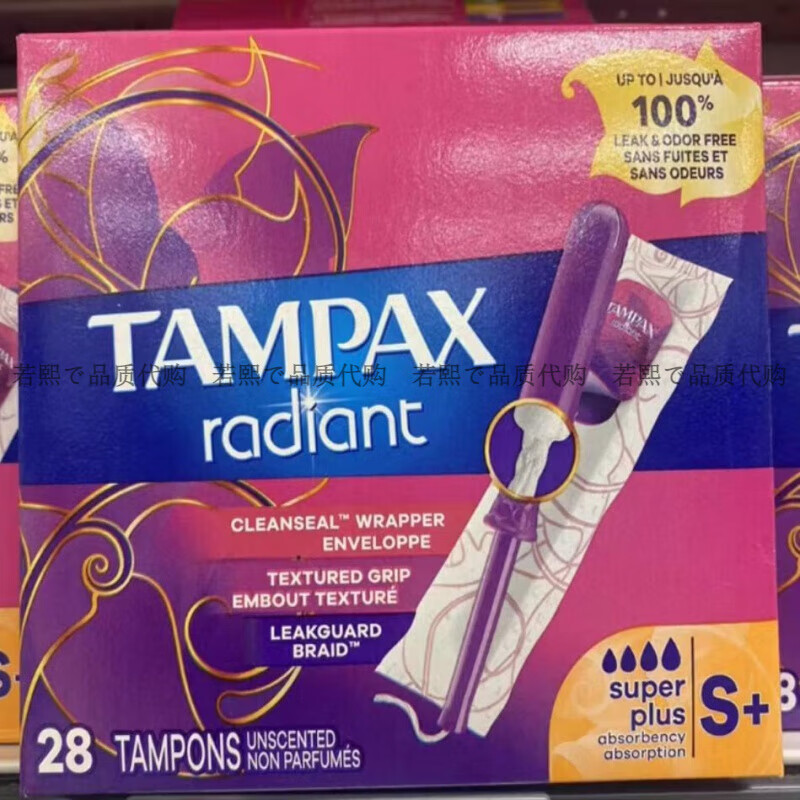 UP TO | JUSQU'À
100%
LEAK & ODOR FREE
SANS FUITES ET
SANS ODEURS
TAMPAX
radiant
TAMPAX
radiant
若熙で品质代购 若熙で品质代购 若熙で品质代购 若熙で品质代购
CLEANSEAL™ WRAPPER
ENVELOPPE
TEXTURED GRIP
EMBOUT TEXTURÉ
LEAKGUARD
BRAID™
super
plus
absorbency
absorption
S+
28 TAMPONS UNSCENTED
NON PARFUMÉS